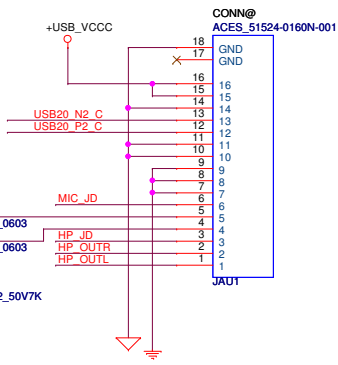 CONN@
+USB_VCCC
ACES_51524-0160N-001
18 GND
17 GND
16 16
15 15
14 14
USB20_N2_C 13 13
USB20_P2_C 12 12
11 11
10 10
9 9
8 8
7 7
MIC_JD 6 6
5 5
_0603 4 4
HP_JD 3 3
_0603 HP_OUTR 2 2
HP_OUTL 1 1
JAU1
2_50V7K